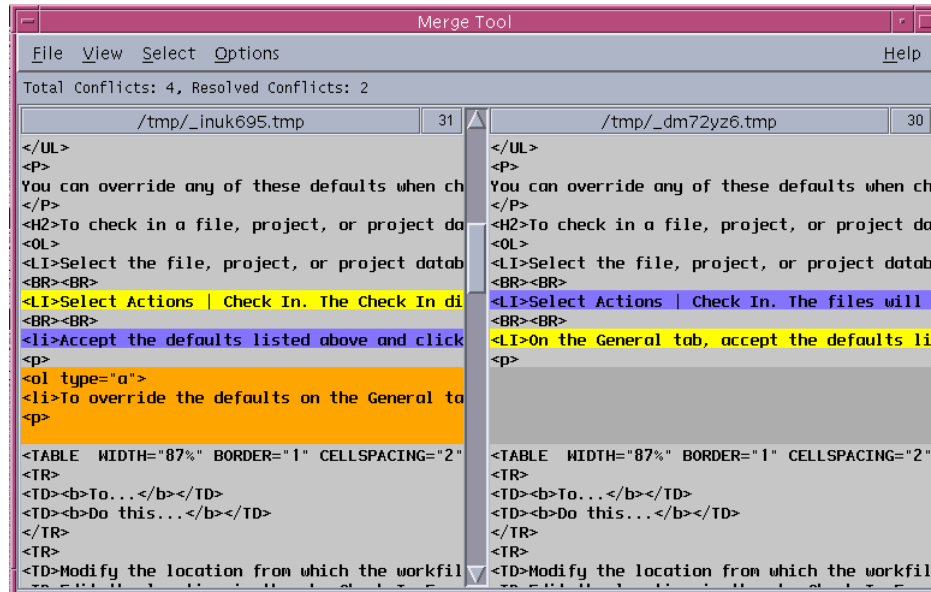 Merge Tool
File View Select Options Help
Total Conflicts: 4, Resolved Conflicts: 2
/tmp/_inuk695.tmp 31
</UL>
<P>
You can override any of these defaults when ch
</P>
<H2>To check in a file, project, or project da
<OL>
<LI>Select the file, project, or project datab
<BR><BR>
<LI>Select Actions | Check In. The Check In di
<BR><BR>
<li>Accept the defaults listed above and click
<p>
<ol type="a">
<li>To override the defaults on the General ta
<p>
<TABLE  WIDTH="87%" BORDER="1" CELLSPACING="2"
<TR>
<TD><b>To...</b></TD>
<TD><b>Do this...</b></TD>
</TR>
<TR>
<TD>Modify the location from which the workfil
/tmp/_dm72yz6.tmp 30
</UL>
<P>
You can override any of these defaults when ch
</P>
<H2>To check in a file, project, or project da
<OL>
<LI>Select the file, project, or project datab
<BR><BR>
<LI>Select Actions | Check In. The files will
<BR><BR>
<LI>On the General tab, accept the defaults li
<p>
<TABLE  WIDTH="87%" BORDER="1" CELLSPACING="2"
<TR>
<TD><b>To...</b></TD>
<TD><b>Do this...</b></TD>
</TR>
<TR>
<TD>Modify the location from which the workfil